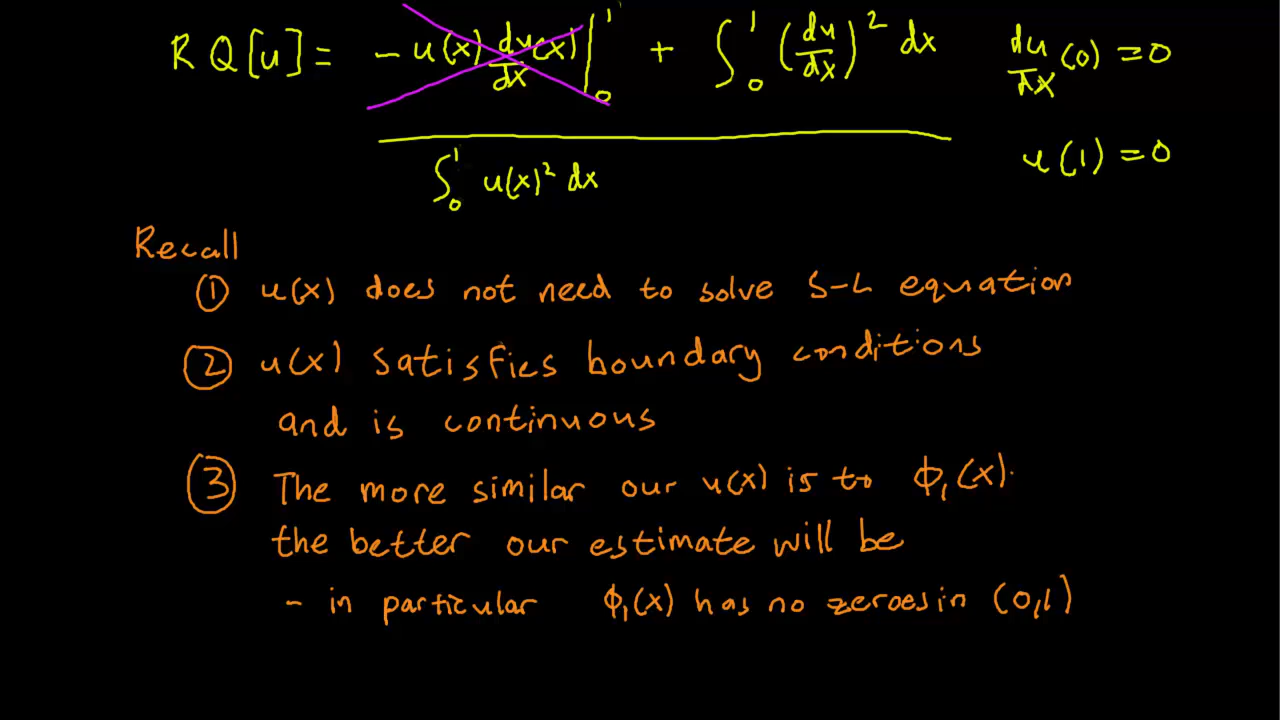 RQ[u] = - u(x) du/dx (x) |₀¹ + ∫₀¹ (du/dx)² dx
du/dx (0) = 0
∫₀¹ u(x)² dx
u(1) = 0
Recall
① u(x) does not need to solve S-L equation
② u(x) satisfies boundary conditions
and is continuous
③ The more similar our u(x) is to ϕ₁(x).
the better our estimate will be
- in particular ϕ₁(x) has no zeroes in (0,1)